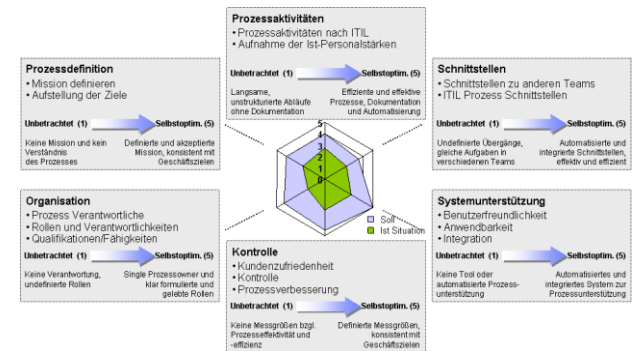 Prozessaktivitäten
• Prozessaktivitäten nach ITIL
• Aufnahme der Ist-Personalstärken
Unbetrachtet (1) Selbstoptim. (5)
Langsame,
unstrukturierte Abläufe
ohne Dokumentation
Effiziente und effektive
Prozesse, Dokumentation
und Automatisierung
Prozessdefinition
• Mission definieren
• Aufstellung der Ziele
Unbetrachtet (1) Selbstoptim. (5)
Keine Mission und kein
Verständnis
des Prozesses
Definierte und akzeptierte
Mission, konsistent mit
Geschäftszielen
Schnittstellen
• Schnittstellen zu anderen Teams
• ITIL Prozess Schnittstellen
Unbetrachtet (1) Selbstoptim. (5)
Undefinierte Übergänge,
gleiche Aufgaben in
verschiedenen Teams
Automatisierte und
integrierte Schnittstellen,
effektiv und effizient
5
4
3
2
1
0
Soll
Ist Situation
Organisation
• Prozess Verantwortliche
• Rollen und Verantwortlichkeiten
• Qualifikationen/Fähigkeiten
Unbetrachtet (1) Selbstoptim. (5)
Keine Verantwortung,
undefinierte Rollen
Single Prozessowner und
klar formulierte und
gelebte Rollen
Kontrolle
• Kundenzufriedenheit
• Kontrolle
• Prozessverbesserung
Unbetrachtet (1) Selbstoptim. (5)
Keine Messgrößen bzgl.
Prozesseffektivität und
-effizienz
Definierte Messgrößen,
konsistent mit
Geschäftszielen
Systemunterstützung
• Benutzerfreundlichkeit
• Anwendbarkeit
• Integration
Unbetrachtet (1) Selbstoptim. (5)
Keine Tool oder
automatisierte Prozess-
unterstützung
Automatisiertes und
integriertes System zur
Prozessunterstützung